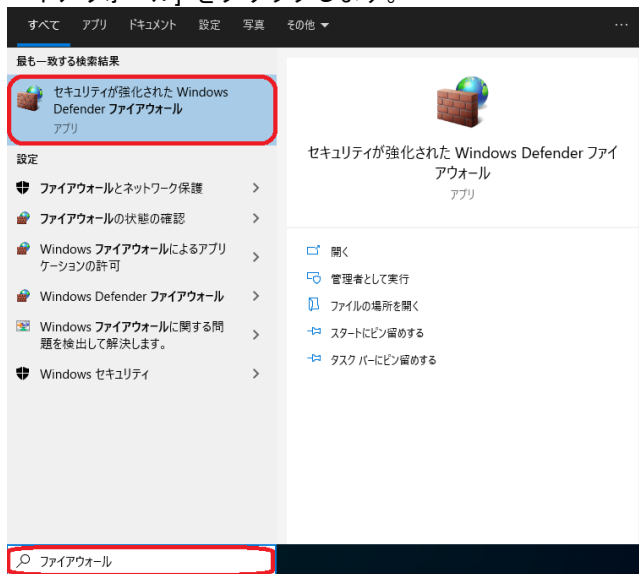 すべて アプリ ドキュメント 設定 写真 その他 ▼ …
最も一致する検索結果
セキュリティが強化された Windows
Defender ファイアウォール
アプリ
設定
ファイアウォールとネットワーク保護
ファイアウォールの状態の確認
Windows ファイアウォールによるアプリ
ケーションの許可
Windows Defender ファイアウォール
Windows ファイアウォールに関する問
題を検出して解決します。
Windows セキュリティ
セキュリティが強化された Windows Defender ファイ
アウォール
アプリ
開く
管理者として実行
ファイルの場所を開く
スタートにピン留めする
タスク バーにピン留めする
ファイアウォール